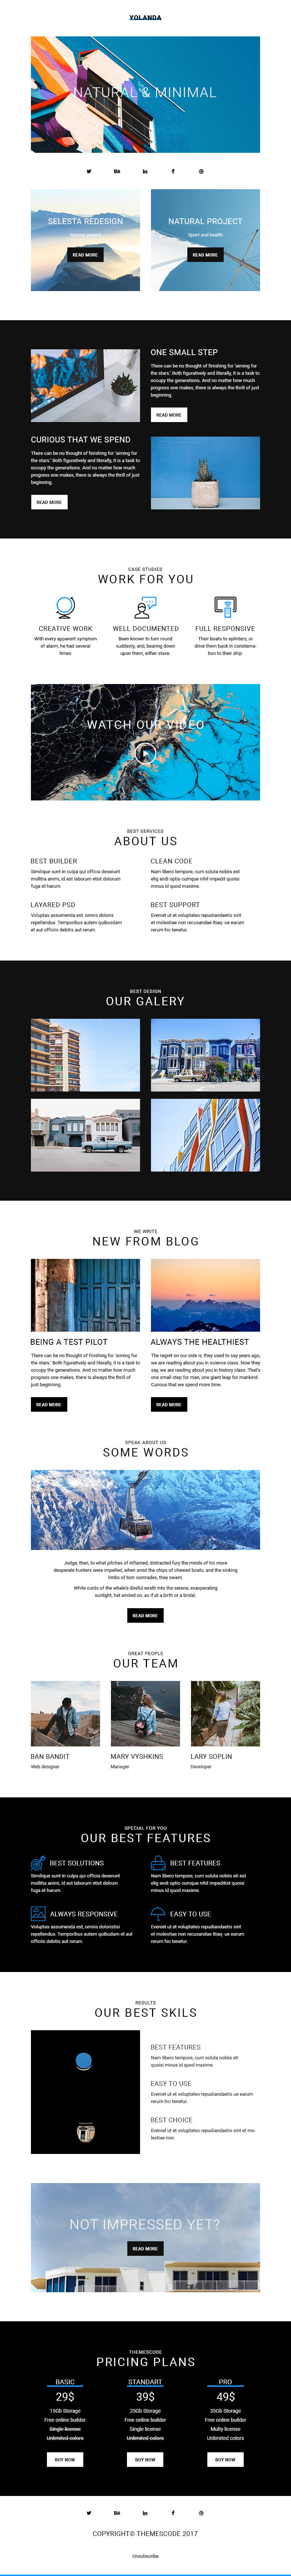 YOLANDA
NATURAL & MINIMAL
Bē in f
SELESTA REDESIGN
READ MORE
NATURAL PROJECT
Sport and health
READ MORE
ONE SMALL STEP
There can be no thought of finishing for 'aiming for
the stars.' Both figuratively and literally, it is a task to
occupy the generations. And no matter how much
progress one makes, there is always the thrill of just
beginning.
READ MORE
CURIOUS THAT WE SPEND
There can be no thought of finishing for 'aiming for
the stars.' Both figuratively and literally, it is a task to
occupy the generations. And no matter how much
progress one makes, there is always the thrill of just
beginning.
READ MORE
CASE STUDIES
WORK FOR YOU
CREATIVE WORK
With every apparent symptom
of alarm, he had several
times
WELL DOCUMENTED
Been known to turn round
suddenly, and, bearing down
upon them, either stave.
FULL RESPONSIVE
Their boats to splinters, or
drive them back in consterna-
tion to their ship.
WATCH OUR VIDEO
BEST SERVICES
ABOUT US
BEST BUILDER
Similique sunt in culpa qui officia deserunt
mollitia animi, id est laborum etist dolorum
fuga et harum.
CLEAN CODE
Nam libero tempore, cum soluta nobis est
elig endi optio cumque nihil impedit quoisi
minus id quod maxime.
LAYARED PSD
Voluptas assumenda est, omnis doloris
repellendus. Temporibus autem quibusdam
et aut officiis debitis aut rerum.
BEST SUPPORT
Eveniet ut et voluptates repudiandaestis sint
et molestiae non recusandae Itaq- ue earum
rerum hic tenetur.
BEST DESIGN
OUR GALERY
WE WRITE
NEW FROM BLOG
BEING A TEST PILOT
There can be no thought of finishing for 'aiming for
the stars.' Both figuratively and literally, it is a task to
occupy the generations. And no matter how much
progress one makes, there is always the thrill of
just beginning.
READ MORE
ALWAYS THE HEALTHIEST
The regret on our side is, they used to say years ago,
we are reading about you in science class. Now they
say, we are reading about you in history class. That's
one small step for man, one giant leap for mankind.
Curious that we spend more time.
READ MORE
SPEAK ABOUT US
SOME WORDS
Judge, then, to what pitches of inflamed, distracted fury the minds of his more
desperate hunters were impelled, when amid the chips of chewed boats, and the sinking
limbs of torn comrades, they swam.
White curds of the whale's direful wrath into the serene, exasperating
sunlight, hat smiled on, as if at a birth or a bridal.
READ MORE
GREAT PEOPLE
OUR TEAM
BAN BANDIT
Web designer
MARY VYSHKINS
Manager
LARY SOPLIN
Developer
SPECIAL FOR YOU
OUR BEST FEATURES
BEST SOLUTIONS
Similique sunt in culpa qui officia deserunt
mollitia animi, id est laborum etist dolorum
fuga et harum.
BEST FEATURES
Nam libero tempore, cum soluta nobis eti est
elig endi optio cumque nihil impeditist quoisi
minus id quod maxime.
ALWAYS RESPONSIVE
Voluptas assumenda est, omnis doloristsi
repellendus. Temporibus autem qudamium et aut
officiis debitis aut rerum.
EASY TO USE
Eveniet ut et voluptates repudiandaestis sint
et molestiae non recusandae Itiaq- ue earum
rerum hic tenetur.
RESULTS
OUR BEST SKILS
BEST FEATURES
Nam libero tempore, cum soluta nobis eti
quoisi minus id quod maxime.
EASY TO USE
Eveniet ut et voluptates repudiandaestis ue earum
rerum hic tenetur.
BEST CHOICE
Eveniet ut et voluptates repudiandaestis sint et mo-
lestiae non.
NOT IMPRESSED YET?
READ MORE
THEMESCODE
PRICING PLANS
BASIC
29$
15Gb Storage
Free online builder
Single license
Unlimited colors
BUY NOW
STANDART
39$
25Gb Storage
Free online builder
Single license
Unlimited colors
BUY NOW
PRO
49$
35Gb Storage
Free online builder
Multy license
Unlimited colors
BUY NOW
Bē in f
COPYRIGHT© THEMESCODE 2017
Unsubscribe